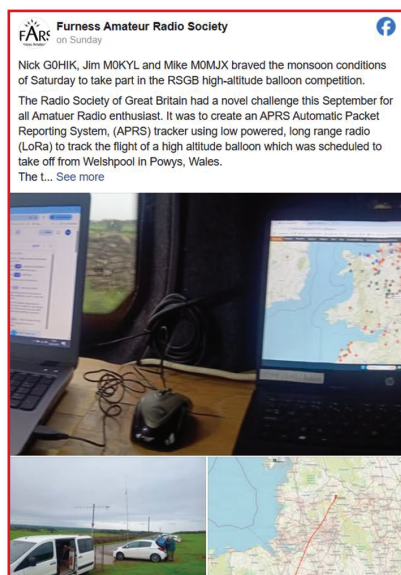 FARS
Furness Amateur Radio Society
on Sunday
Nick G0HIK, Jim M0KYL and Mike M0MJX braved the monsoon conditions
of Saturday to take part in the RSGB high-altitude balloon competition.
The Radio Society of Great Britain had a novel challenge this September for
all Amatuer Radio enthusiast. It was to create an APRS Automatic Packet
Reporting System, (APRS) tracker using low powered, long range radio
(LoRa) to track the flight of a high altitude balloon which was scheduled to
take off from Welshpool in Powys, Wales.
The t... See more